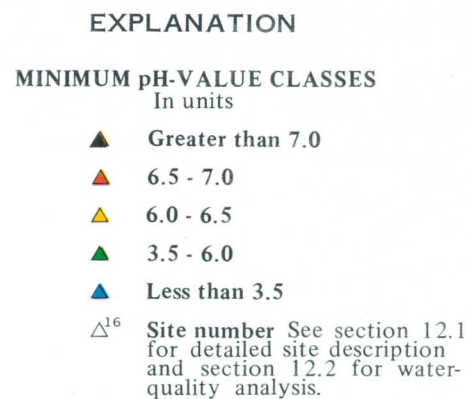 EXPLANATION
MINIMUM pH-VALUE CLASSES
In units
Greater than 7.0
6.5 - 7.0
6.0 - 6.5
3.5 - 6.0
Less than 3.5
16 Site number See section 12.1
for detailed site description
and section 12.2 for water-
quality analysis.